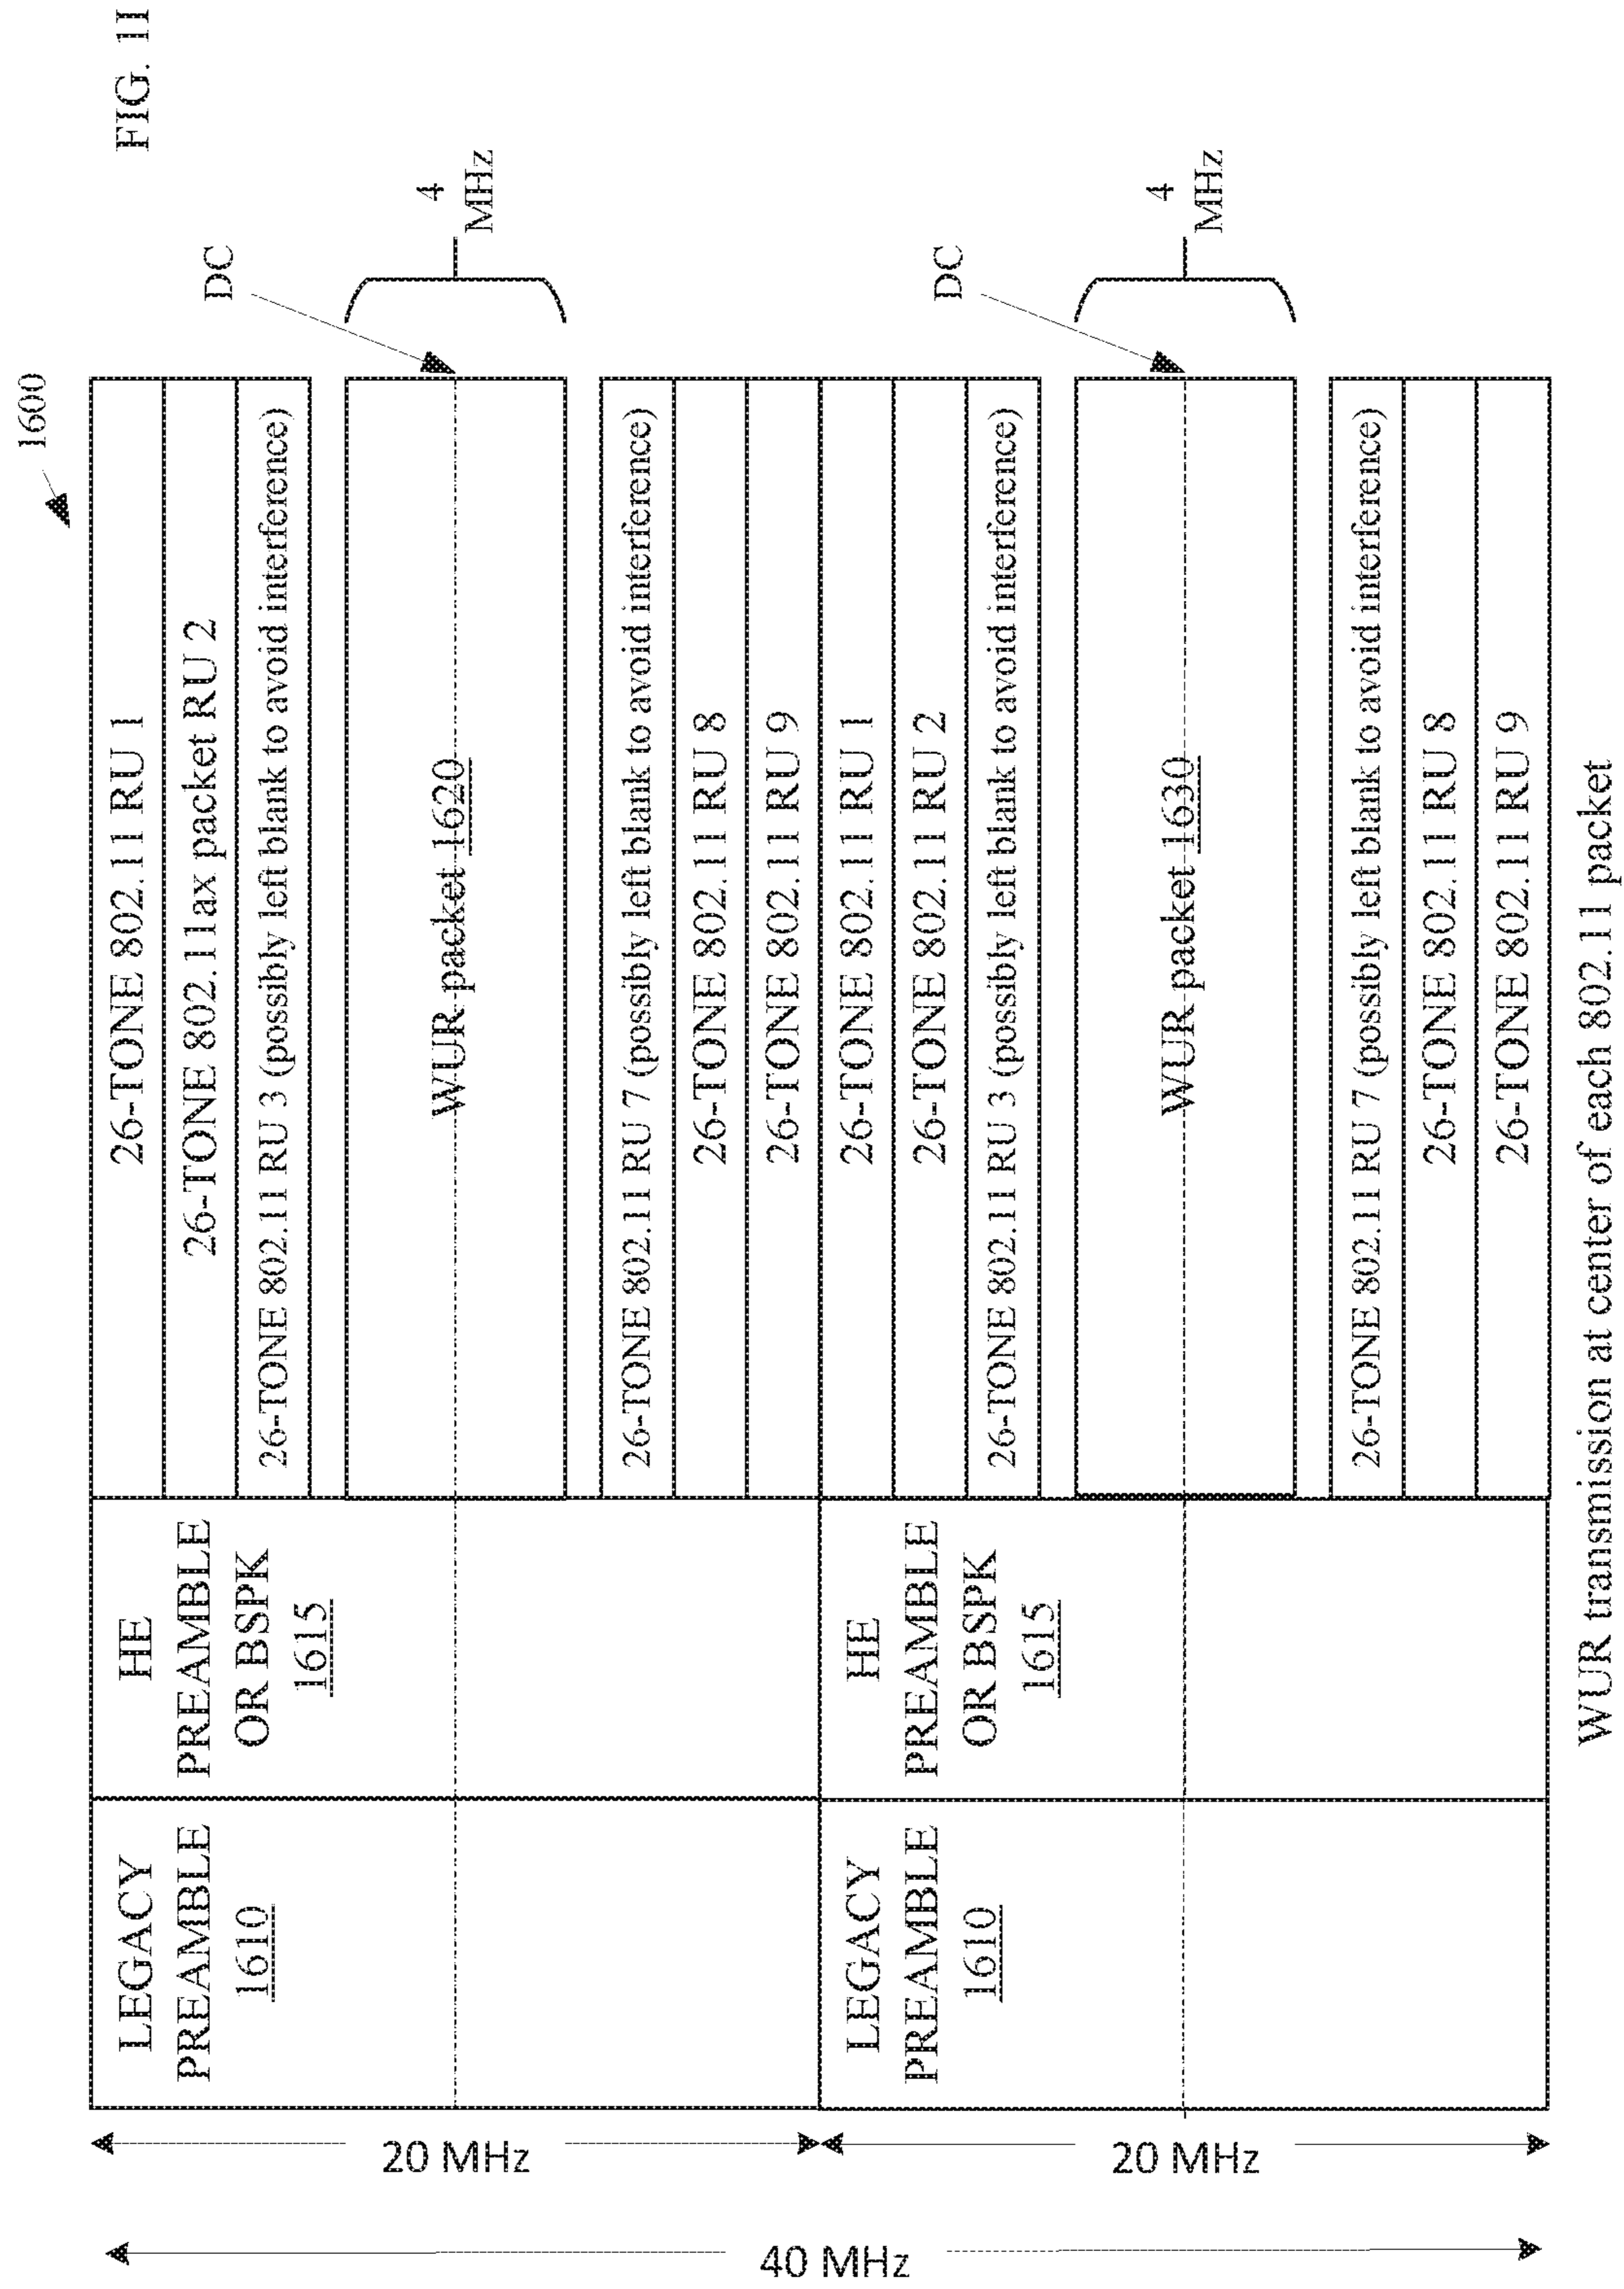 FIG. 11
1600
40 MHz
20 MHz
LEGACY
PREAMBLE
1610
HE
PREAMBLE
OR BSPK
1615
26-TONE 802.11 RU 1
26-TONE 802.11ax packet RU 2
26-TONE 802.11 RU 3 (possibly left blank to avoid interference)
WUR packet 1620
DC
4
MHz
26-TONE 802.11 RU 7 (possibly left blank to avoid interference)
26-TONE 802.11 RU 8
26-TONE 802.11 RU 9
20 MHz
LEGACY
PREAMBLE
1610
HE
PREAMBLE
OR BSPK
1615
26-TONE 802.11 RU 1
26-TONE 802.11 RU 2
26-TONE 802.11 RU 3 (possibly left blank to avoid interference)
WUR packet 1630
DC
4
MHz
26-TONE 802.11 RU 7 (possibly left blank to avoid interference)
26-TONE 802.11 RU 8
26-TONE 802.11 RU 9
WUR transmission at center of each 802.11 packet